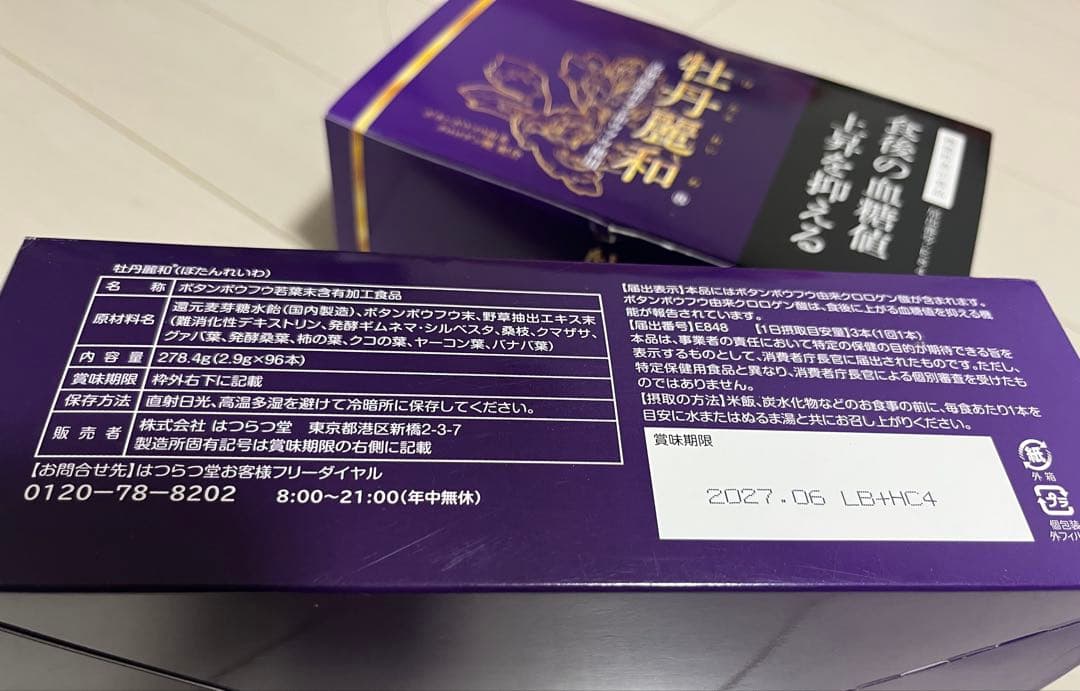 牡丹麗和®
食後の血糖値
上昇を抑える
牡丹麗和®(ぼたんれいわ)
名 称 ボタンボウフウ若葉末含有加工食品
原材料名 還元麦芽糖水飴(国内製造)、ボタンボウフウ末、野草抽出エキス末
(難消化性デキストリン、発酵ギムネマ・シルベスタ、桑枝、クマザサ、
グァバ葉、発酵桑葉、柿の葉、クコの葉、ヤーコン葉、バナバ葉)
内 容 量 278.4g(2.9g×96本)
賞味期限 枠外右下に記載
保存方法 直射日光、高温多湿を避けて冷暗所に保存してください。
販 売 者 株式会社 はつらつ堂 東京都港区新橋2-3-7
製造所固有記号は賞味期限の右側に記載
【お問合せ先】はつらつ堂お客様フリーダイヤル
0120-78-8202 8:00~21:00(年中無休)
【届出表示】本品にはボタンボウフウ由来クロロゲン酸が含まれます。
ボタンボウフウ由来クロロゲン酸は、食後に上がる血糖値を抑える機
能が報告されています。
【届出番号】E848 【1日摂取目安量】3本(1回1本)
本品は、事業者の責任において特定の保健の目的が期待できる旨を
表示するものとして、消費者庁長官に届出されたものです。ただし、
特定保健用食品と異なり、消費者庁長官による個別審査を受けたも
のではありません。
【摂取の方法】米飯、炭水化物などのお食事の前に、毎食あたり1本を
目安に水またはぬるま湯と共にお召し上がりください。
賞味期限
2027.06 LB+HC4
紙
外箱
プラ
個包装
外フィル